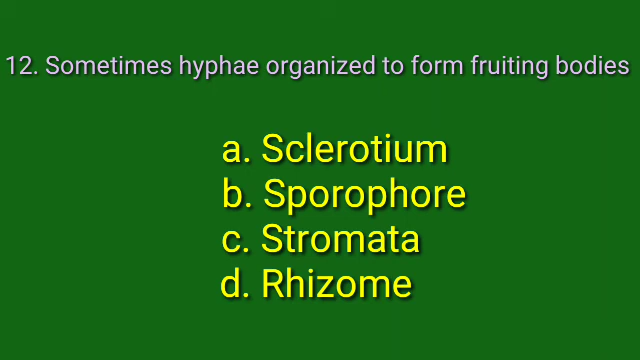 12. Sometimes hyphae organized to form fruiting bodies
a. Sclerotium
b. Sporophore
c. Stromata
d. Rhizome